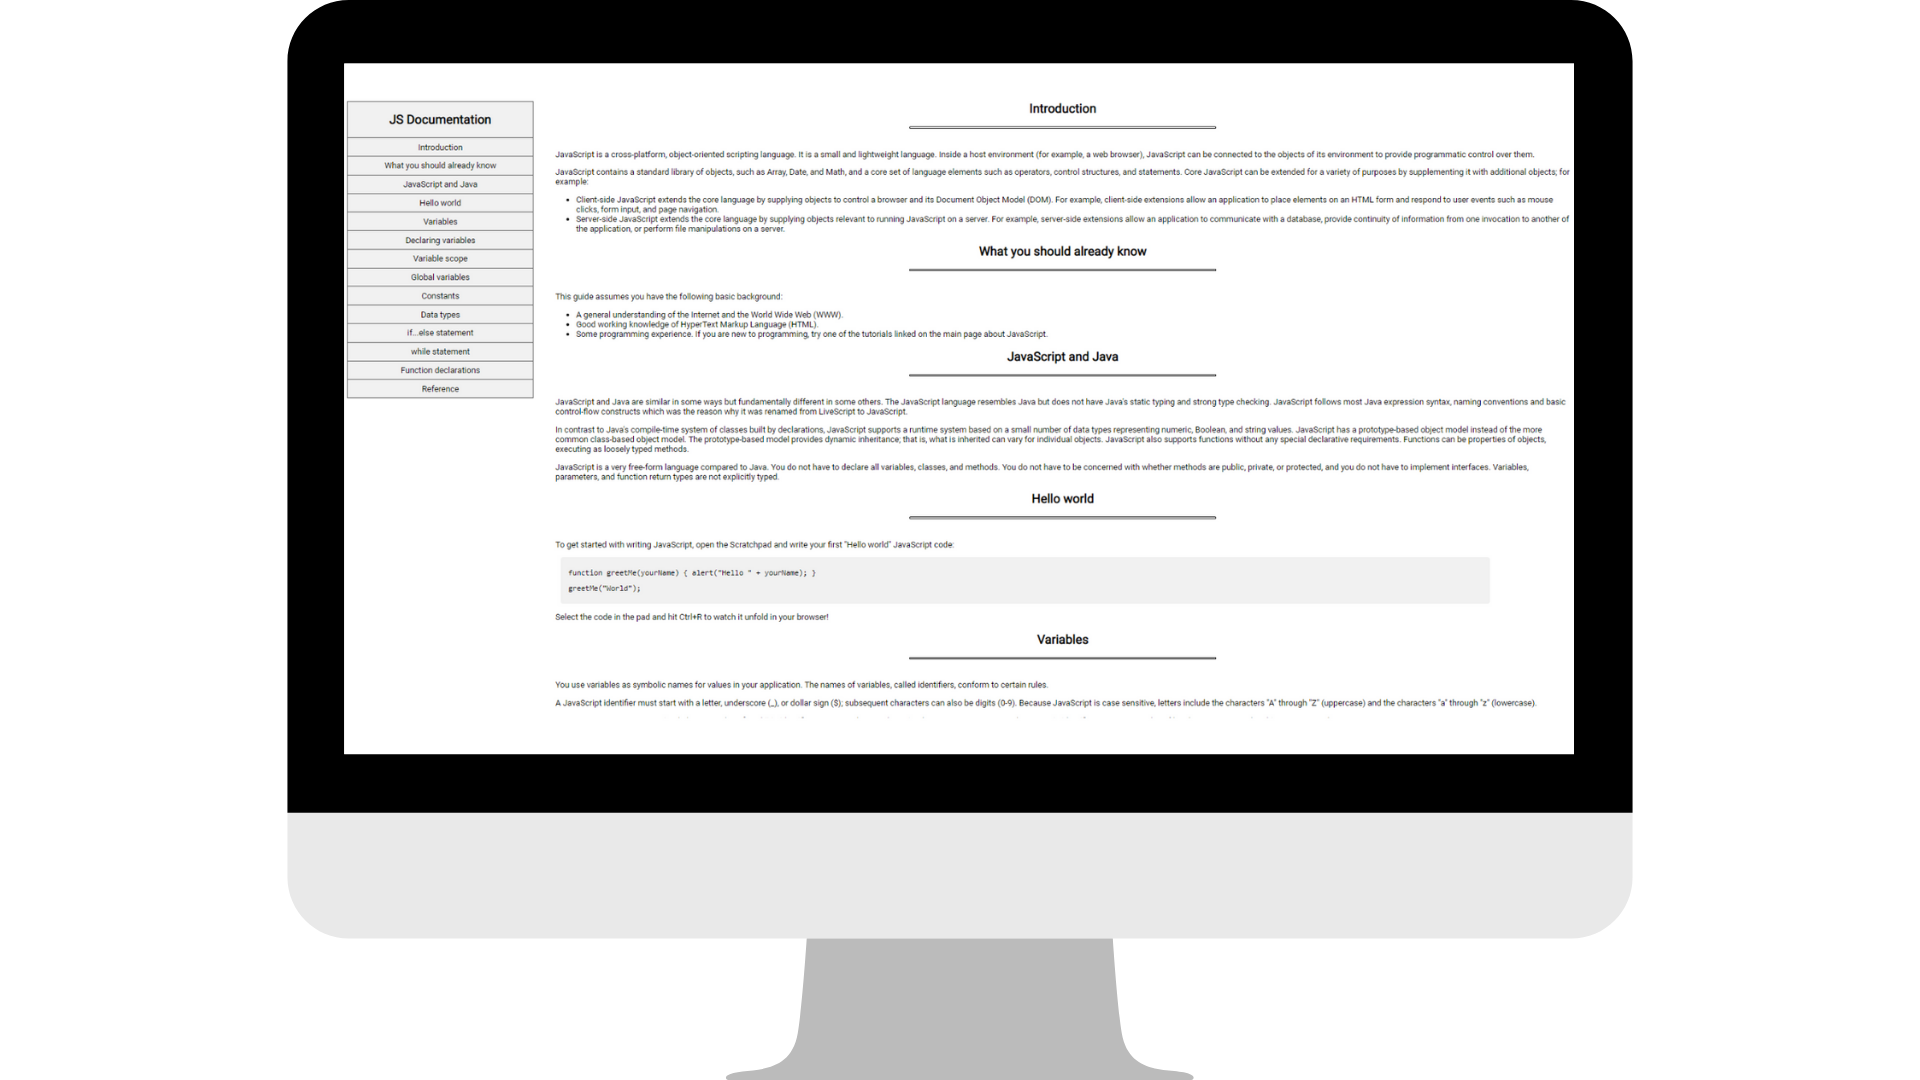 JS Documentation
Introduction
What you should already know
JavaScript and Java
Hello world
Variables
Declaring variables
Variable scope
Global variables
Constants
Data types
if...else statement
while statement
Function declarations
Reference
Introduction
JavaScript is a cross-platform, object-oriented scripting language. It is a small and lightweight language. Inside a host environment (for example, a web browser), JavaScript can be connected to the objects of its environment to provide programmatic control over them.
JavaScript contains a standard library of objects, such as Array, Date, and Math, and a core set of language elements such as operators, control structures, and statements. Core JavaScript can be extended for a variety of purposes by supplementing it with additional objects; for
example:
• Client-side JavaScript extends the core language by supplying objects to control a browser and its Document Object Model (DOM). For example, client-side extensions allow an application to place elements on an HTML form and respond to user events such as mouse
clicks, form input, and page navigation.
• Server-side JavaScript extends the core language by supplying objects relevant to running JavaScript on a server. For example, server-side extensions allow an application to communicate with a database, provide continuity of information from one invocation to another of
the application, or perform file manipulations on a server.
What you should already know
This guide assumes you have the following basic background:
• A general understanding of the Internet and the World Wide Web (WWW).
• Good working knowledge of HyperText Markup Language (HTML).
• Some programming experience. If you are new to programming, try one of the tutorials linked on the main page about JavaScript.
JavaScript and Java
JavaScript and Java are similar in some ways but fundamentally different in some others. The JavaScript language resembles Java but does not have Java's static typing and strong type checking. JavaScript follows most Java expression syntax, naming conventions and basic
control-flow constructs which was the reason why it was renamed from LiveScript to JavaScript.
In contrast to Java's compile-time system of classes built by declarations, JavaScript supports a runtime system based on a small number of data types representing numeric, Boolean, and string values. JavaScript has a prototype-based object model instead of the more
common class-based object model. The prototype-based model provides dynamic inheritance; that is, what is inherited can vary for individual objects. JavaScript also supports functions without any special declarative requirements. Functions can be properties of objects,
executing as loosely typed methods.
JavaScript is a very free-form language compared to Java. You do not have to declare all variables, classes, and methods. You do not have to be concerned with whether methods are public, private, or protected, and you do not have to implement interfaces. Variables,
parameters, and function return types are not explicitly typed.
Hello world
To get started with writing JavaScript, open the Scratchpad and write your first "Hello world" JavaScript code:
function greetMe(yourName) { alert("Hello " + yourName); }
greetMe("World");
Select the code in the pad and hit Ctrl+R to watch it unfold in your browser!
Variables
You use variables as symbolic names for values in your application. The names of variables, called identifiers, conform to certain rules.
A JavaScript identifier must start with a letter, underscore (_), or dollar sign ($); subsequent characters can also be digits (0-9). Because JavaScript is case sensitive, letters include the characters "A" through "Z" (uppercase) and the characters "a" through "z" (lowercase).